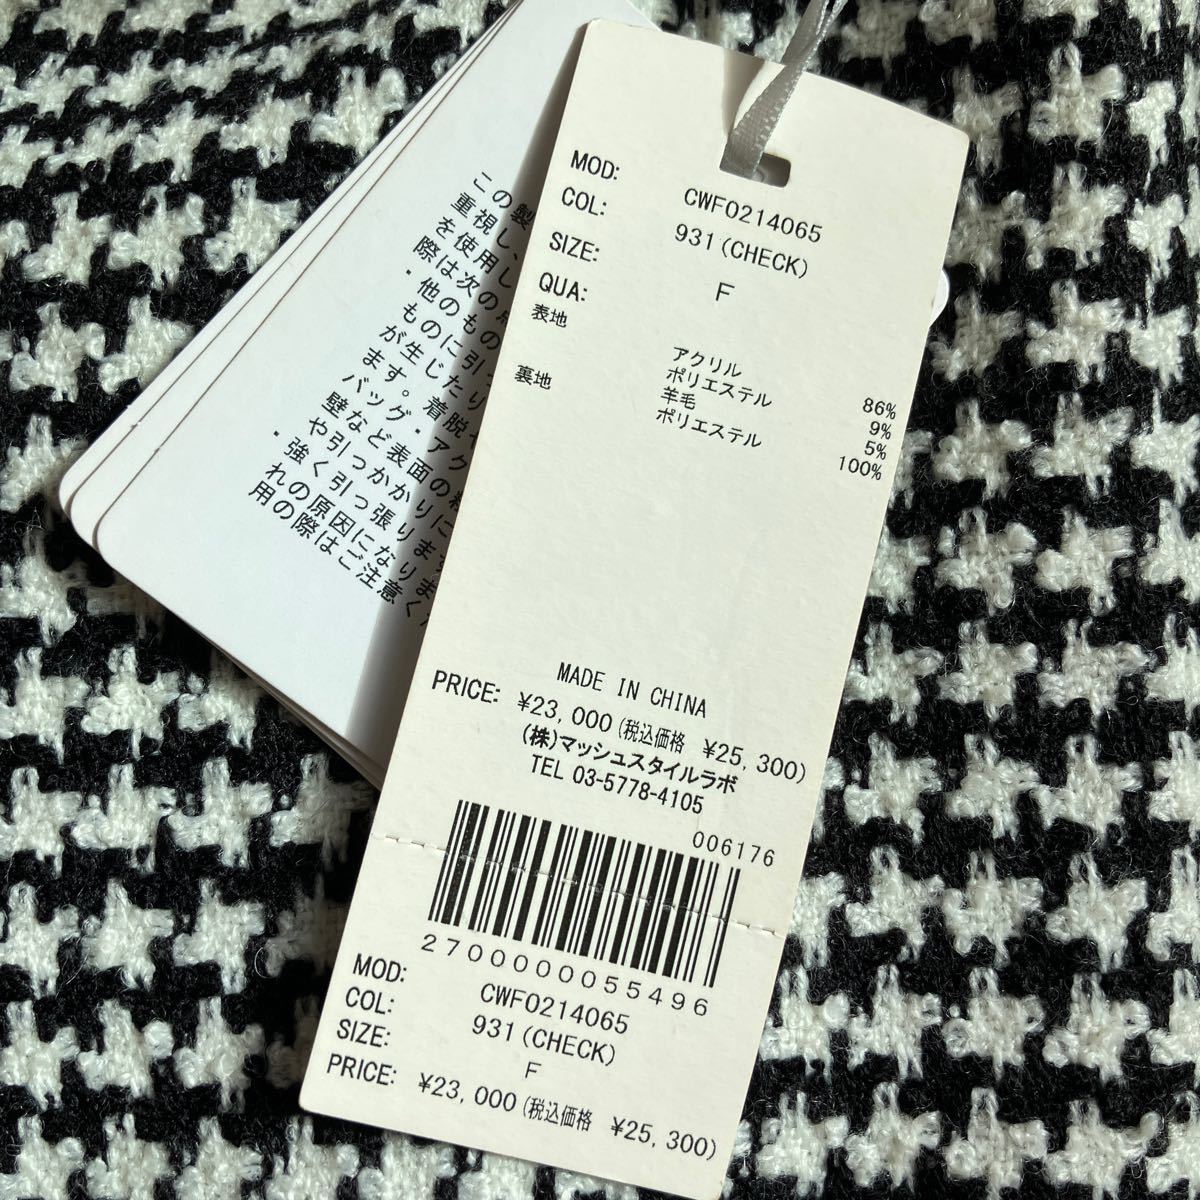 MOD: CWF0214065
COL: 931(CHECK)
SIZE: F
QUA:
表地 アクリル 86%
ポリエステル 9%
羊毛 5%
裏地 ポリエステル 100%
MADE IN CHINA
PRICE: ¥23,000(税込価格 ¥25,300)
(株)マッシュスタイルラボ
TEL 03-5778-4105
006176
2700000055496
MOD: CWF0214065
COL: 931(CHECK)
SIZE: F
PRICE: ¥23,000(税込価格 ¥25,300)
この製
重視し、
を使用し
際は次の
・他のもの
ものに引っ
が生じたり
ます。着脱
バッグ・アク
壁など表面の
や引っかかりに
・強く引っ張ります
れの原因になりま
用の際はご注意く